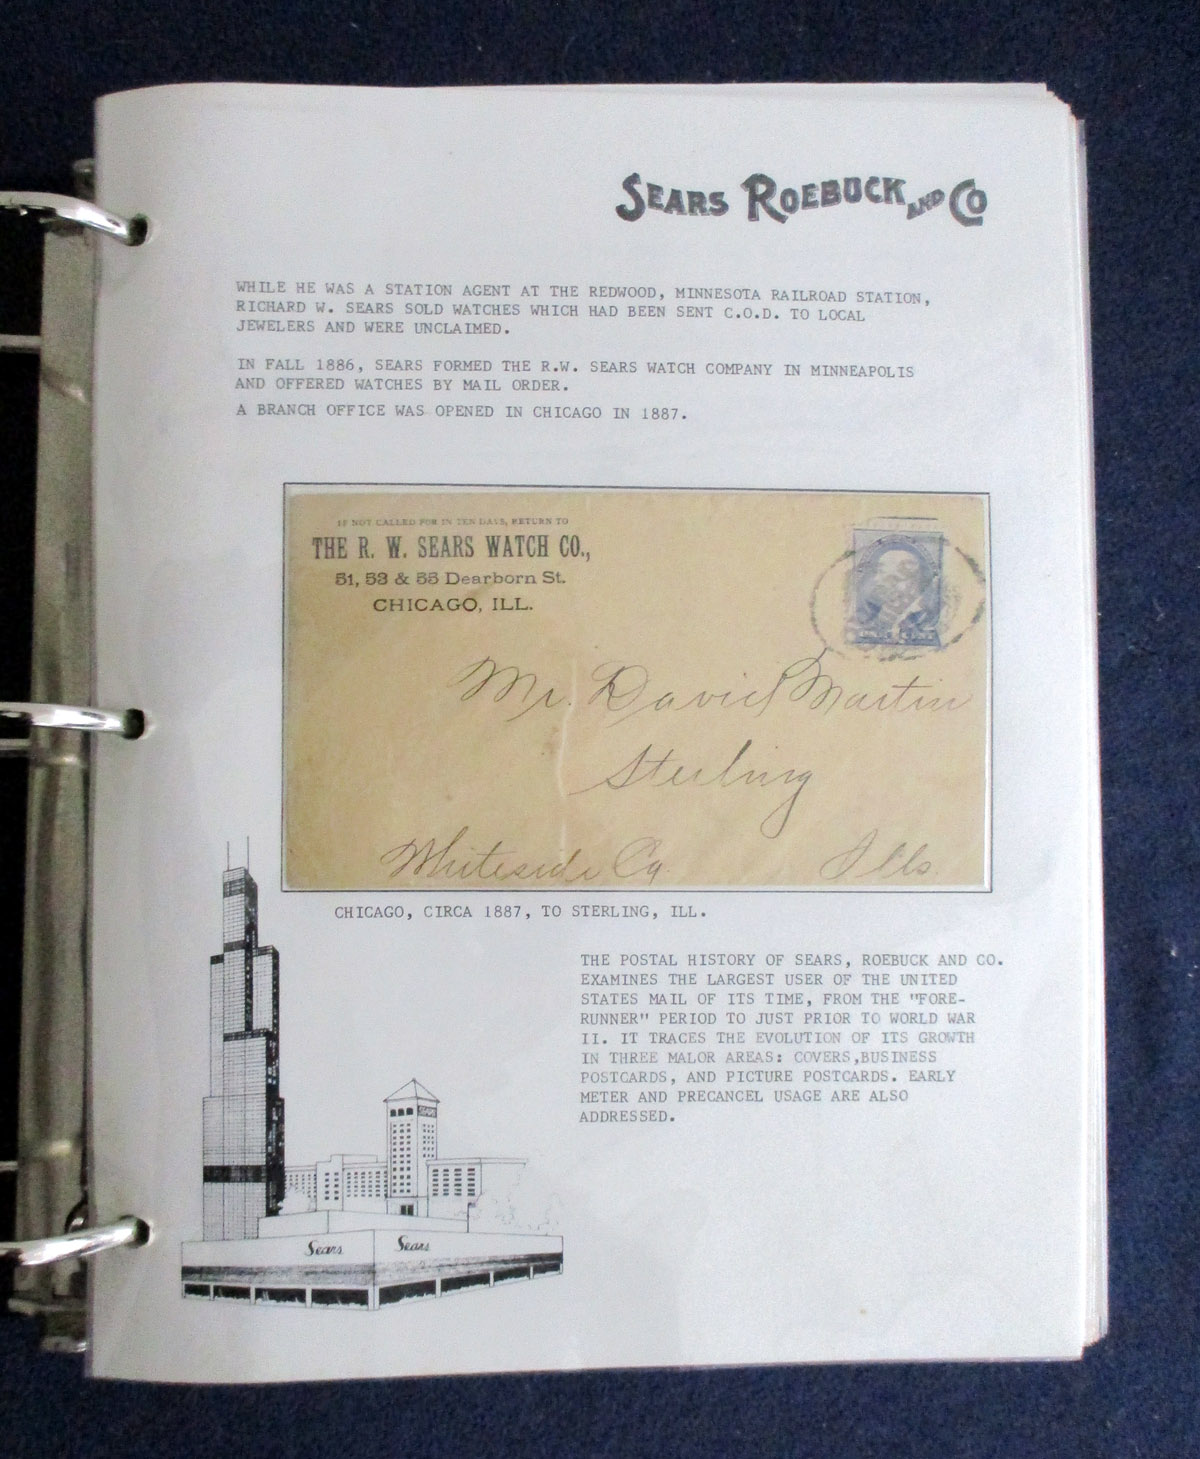 SEARS ROEBUCK AND CO
WHILE HE WAS A STATION AGENT AT THE REDWOOD, MINNESOTA RAILROAD STATION,
RICHARD W. SEARS SOLD WATCHES WHICH HAD BEEN SENT C.O.D. TO LOCAL
JEWELERS AND WERE UNCLAIMED.
IN FALL 1886, SEARS FORMED THE R.W. SEARS WATCH COMPANY IN MINNEAPOLIS
AND OFFERED WATCHES BY MAIL ORDER.
A BRANCH OFFICE WAS OPENED IN CHICAGO IN 1887.
IF NOT CALLED FOR IN TEN DAYS, RETURN TO
THE R. W. SEARS WATCH CO.,
51, 53 & 55 Dearborn St.
CHICAGO, ILL.
ONE CENT
Mr. David Martin
Sterling
Whiteside Co Ills.
CHICAGO, CIRCA 1887, TO STERLING, ILL.
THE POSTAL HISTORY OF SEARS, ROEBUCK AND CO.
EXAMINES THE LARGEST USER OF THE UNITED
STATES MAIL OF ITS TIME, FROM THE "FORE-
RUNNER" PERIOD TO JUST PRIOR TO WORLD WAR
II. IT TRACES THE EVOLUTION OF ITS GROWTH
IN THREE MALOR AREAS: COVERS,BUSINESS
POSTCARDS, AND PICTURE POSTCARDS. EARLY
METER AND PRECANCEL USAGE ARE ALSO
ADDRESSED.
SEARS
Sears Sears